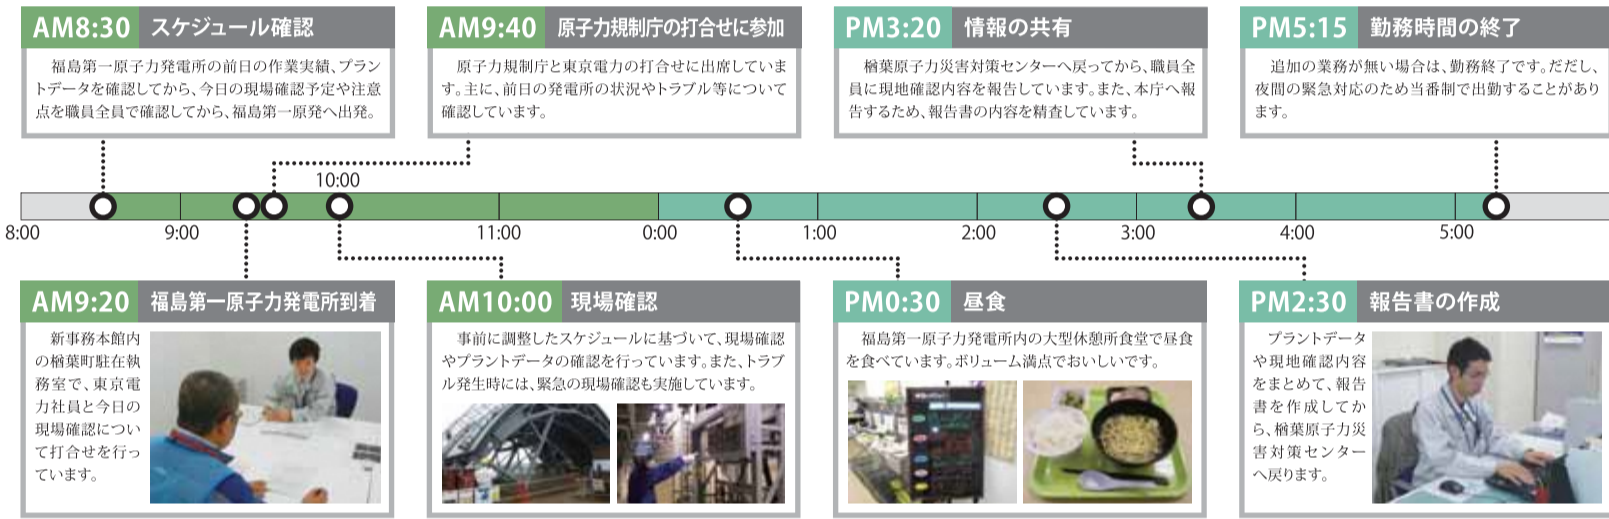 AM8:30 スケジュール確認
福島第一原子力発電所の前日の作業実績、プラン
トデータを確認してから、今日の現場確認予定や注意
点を職員全員で確認してから、福島第一原発へ出発。
AM9:40 原子力規制庁の打合せに参加
原子力規制庁と東京電力の打合せに出席していま
す。主に、前日の発電所の状況やトラブル等について
確認しています。
PM3:20 情報の共有
楢葉原子力災害対策センターへ戻ってから、職員全
員に現地確認内容を報告しています。また、本庁へ報
告するため、報告書の内容を精査しています。
PM5:15 勤務時間の終了
追加の業務が無い場合は、勤務終了です。だだし、
夜間の緊急対応のため当番制で出勤することがあり
ます。
8:00
9:00
10:00
11:00
0:00
1:00
2:00
3:00
4:00
5:00
AM9:20 福島第一原子力発電所到着
新事務本館内
の楢葉町駐在執
務室で、東京電
力社員と今日の
現場確認につい
て打合せを行っ
ています。
AM10:00 現場確認
事前に調整したスケジュールに基づいて、現場確認
やプラントデータの確認を行っています。また、トラブ
ル発生時には、緊急の現場確認も実施しています。
PM0:30 昼食
福島第一原子力発電所内の大型休憩所食堂で昼食
を食べています。ボリューム満点でおいしいです。
PM2:30 報告書の作成
プラントデータ
や現地確認内容
をまとめて、報告
書を作成してか
ら、楢葉原子力災
害対策センター
へ戻ります。